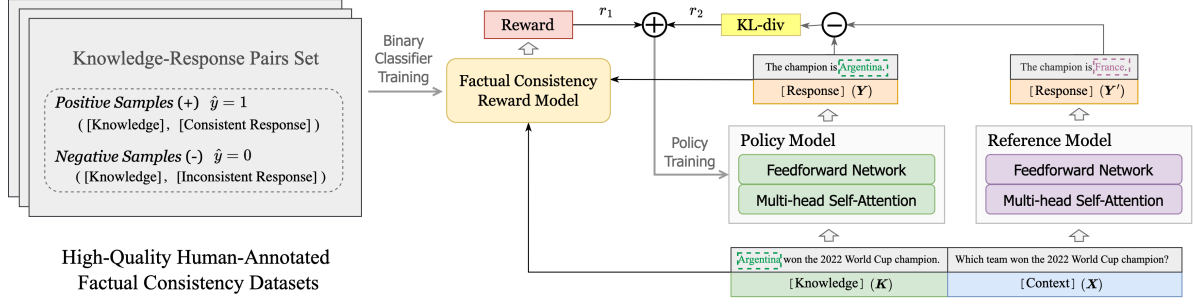 Knowledge-Response Pairs Set
Positive Samples (+) ŷ = 1
( [Knowledge], [Consistent Response] )
Negative Samples (-) ŷ = 0
( [Knowledge], [Inconsistent Response] )
High-Quality Human-Annotated
Factual Consistency Datasets
Binary
Classifier
Training
Reward
r₁
r₂
KL-div
Factual Consistency
Reward Model
Policy
Training
The champion is Argentina.
[Response] (Y)
Policy Model
Feedforward Network
Multi-head Self-Attention
The champion is France.
[Response] (Y′)
Reference Model
Feedforward Network
Multi-head Self-Attention
Argentina won the 2022 World Cup champion.
[Knowledge] (K)
Which team won the 2022 World Cup champion?
[Context] (X)